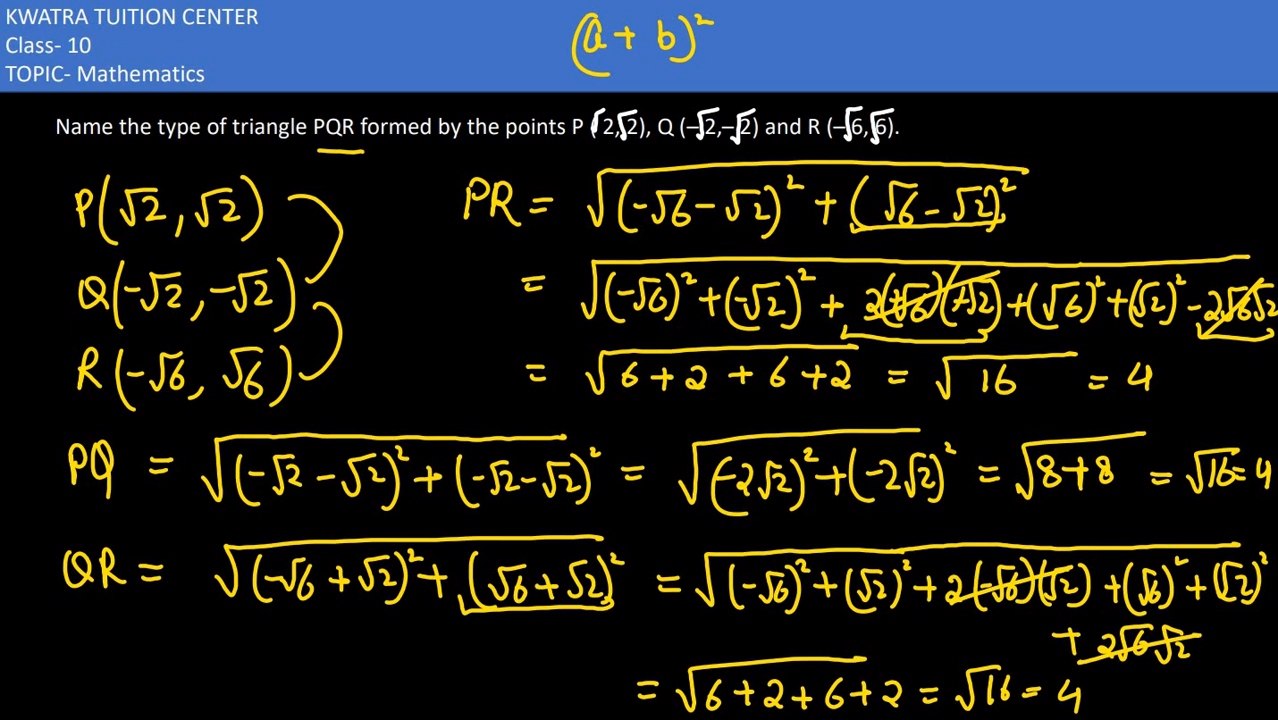 KWATRA TUITION CENTER
Class- 10
TOPIC- Mathematics
(a + b)²
Name the type of triangle PQR formed by the points P (√2,√2), Q (−√2,−√2) and R (−√6,√6).
P(√2, √2)
Q(-√2, -√2)
R(-√6, √6)
PR = √((-√6 - √2)² + (√6 - √2)²)
= √((-√6)² + (-√2)² + 2(-√6)(-√2) + (√6)² + (√2)² - 2√6√2
= √(6 + 2 + 6 + 2) = √16 = 4
PQ = √((-√2 - √2)² + (-√2 - √2)²) = √((-2√2)² + (-2√2)²) = √(8 + 8) = √16 = 4
QR = √((-√6 + √2)² + (√6 + √2)²) = √((-√6)² + (√2)² + 2(-√6)(√2) + (√6)² + (√2)²
+ 2√6√2
= √(6 + 2 + 6 + 2) = √16 = 4